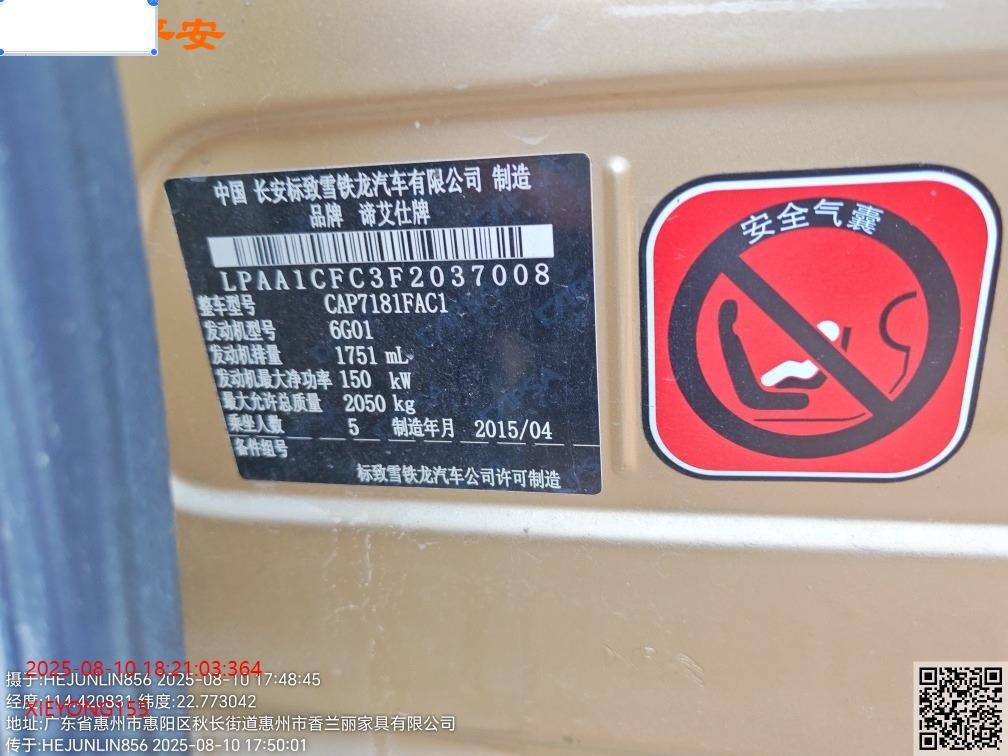 平安
中国 长安标致雪铁龙汽车有限公司 制造
品牌 谛艾仕牌
LPAA1CFC3F2037008
整车型号 CAP7181FAC1
发动机型号 6G01
发动机排量 1751 mL
发动机最大净功率 150 kW
最大允许总质量 2050 kg
乘坐人数 5 制造年月 2015/04
备件组号
标致雪铁龙汽车公司许可制造
安全气囊
2025-08-10 18:21:03:364
摄于:HEJUNLIN856 2025-08-10 17:48:45
经度:114.420831 纬度:22.773042
XIEYONG155
地址:广东省惠州市惠阳区秋长街道惠州市香兰丽家具有限公司
传于:HEJUNLIN856 2025-08-10 17:50:01